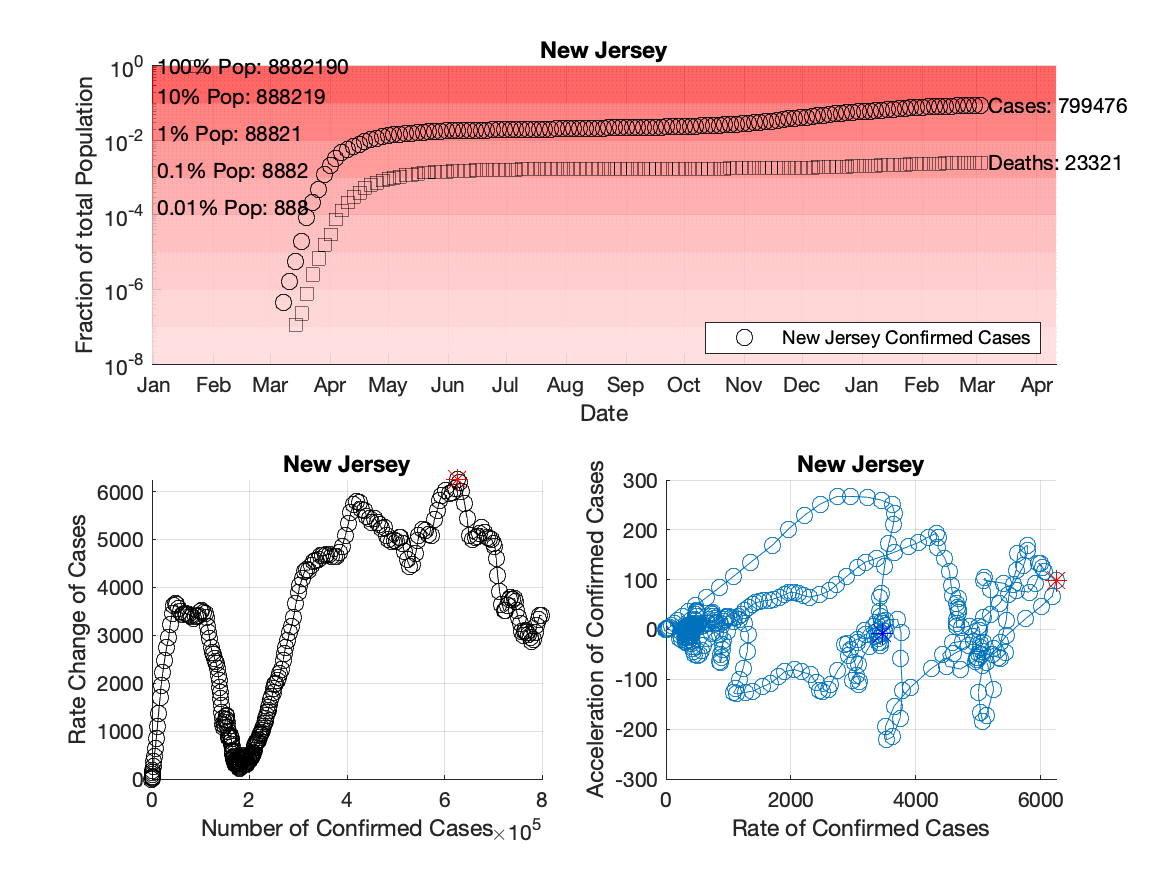 New Jersey
10^0
10^-2
10^-4
10^-6
10^-8
Fraction of total Population
100% Pop: 8882190
10% Pop: 888219
1% Pop: 88821
0.1% Pop: 8882
0.01% Pop: 888
Cases: 799476
Deaths: 23321
New Jersey Confirmed Cases
Jan Feb Mar Apr May Jun Jul Aug Sep Oct Nov Dec Jan Feb Mar Apr
Date
New Jersey
6000
5000
4000
3000
2000
1000
0
Rate Change of Cases
0 2 4 6 8
Number of Confirmed Cases ×10^5
New Jersey
300
200
100
0
-100
-200
-300
Acceleration of Confirmed Cases
0 2000 4000 6000
Rate of Confirmed Cases